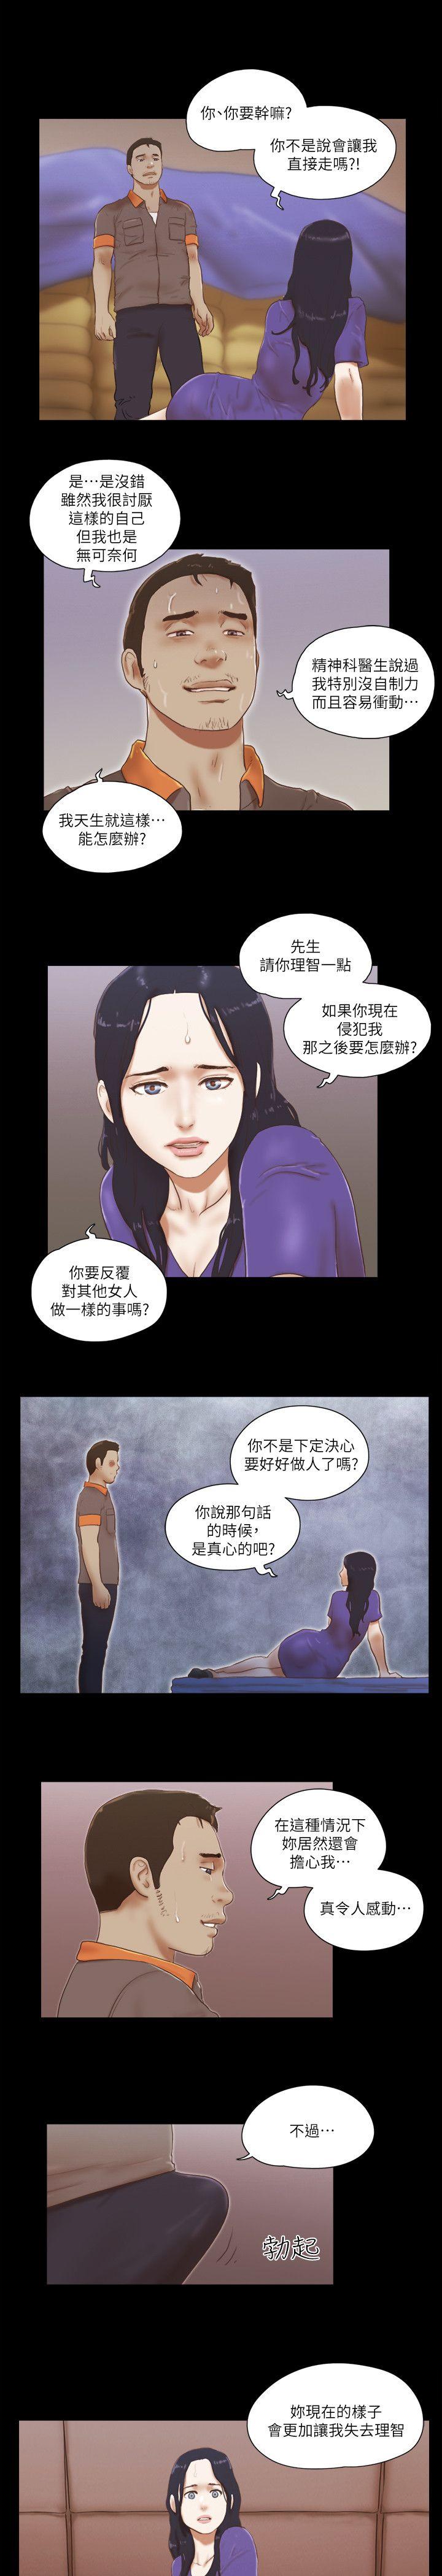 你、你要幹嘛?
你不是說會讓我
直接走嗎?!
是…是沒錯
雖然我很討厭
這樣的自己
但我也是
無可奈何
精神科醫生說過
我特別沒自制力
而且容易衝動…
我天生就這樣…
能怎麼辦?
先生
請你理智一點
如果你現在
侵犯我
那之後要怎麼辦?
你要反覆
對其他女人
做一樣的事嗎?
你不是下定決心
要好好做人了嗎?
你說那句話
的時候,
是真心的吧?
在這種情況下
妳居然還會
擔心我…
真令人感動…
不過…
勃起
妳現在的樣子
會更加讓我失去理智